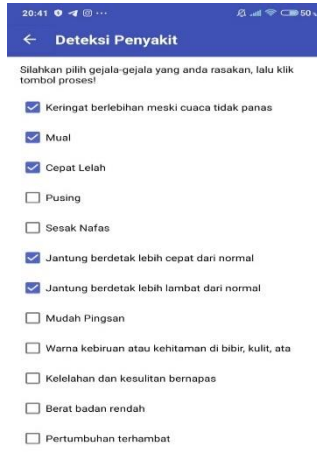 20:41 ... 50
Deteksi Penyakit
Silahkan pilih gejala-gejala yang anda rasakan, lalu klik
tombol proses!
Keringat berlebihan meski cuaca tidak panas
Mual
Cepat Lelah
Pusing
Sesak Nafas
Jantung berdetak lebih cepat dari normal
Jantung berdetak lebih lambat dari normal
Mudah Pingsan
Warna kebiruan atau kehitaman di bibir, kulit, ata
Kelelahan dan kesulitan bernapas
Berat badan rendah
Pertumbuhan terhambat